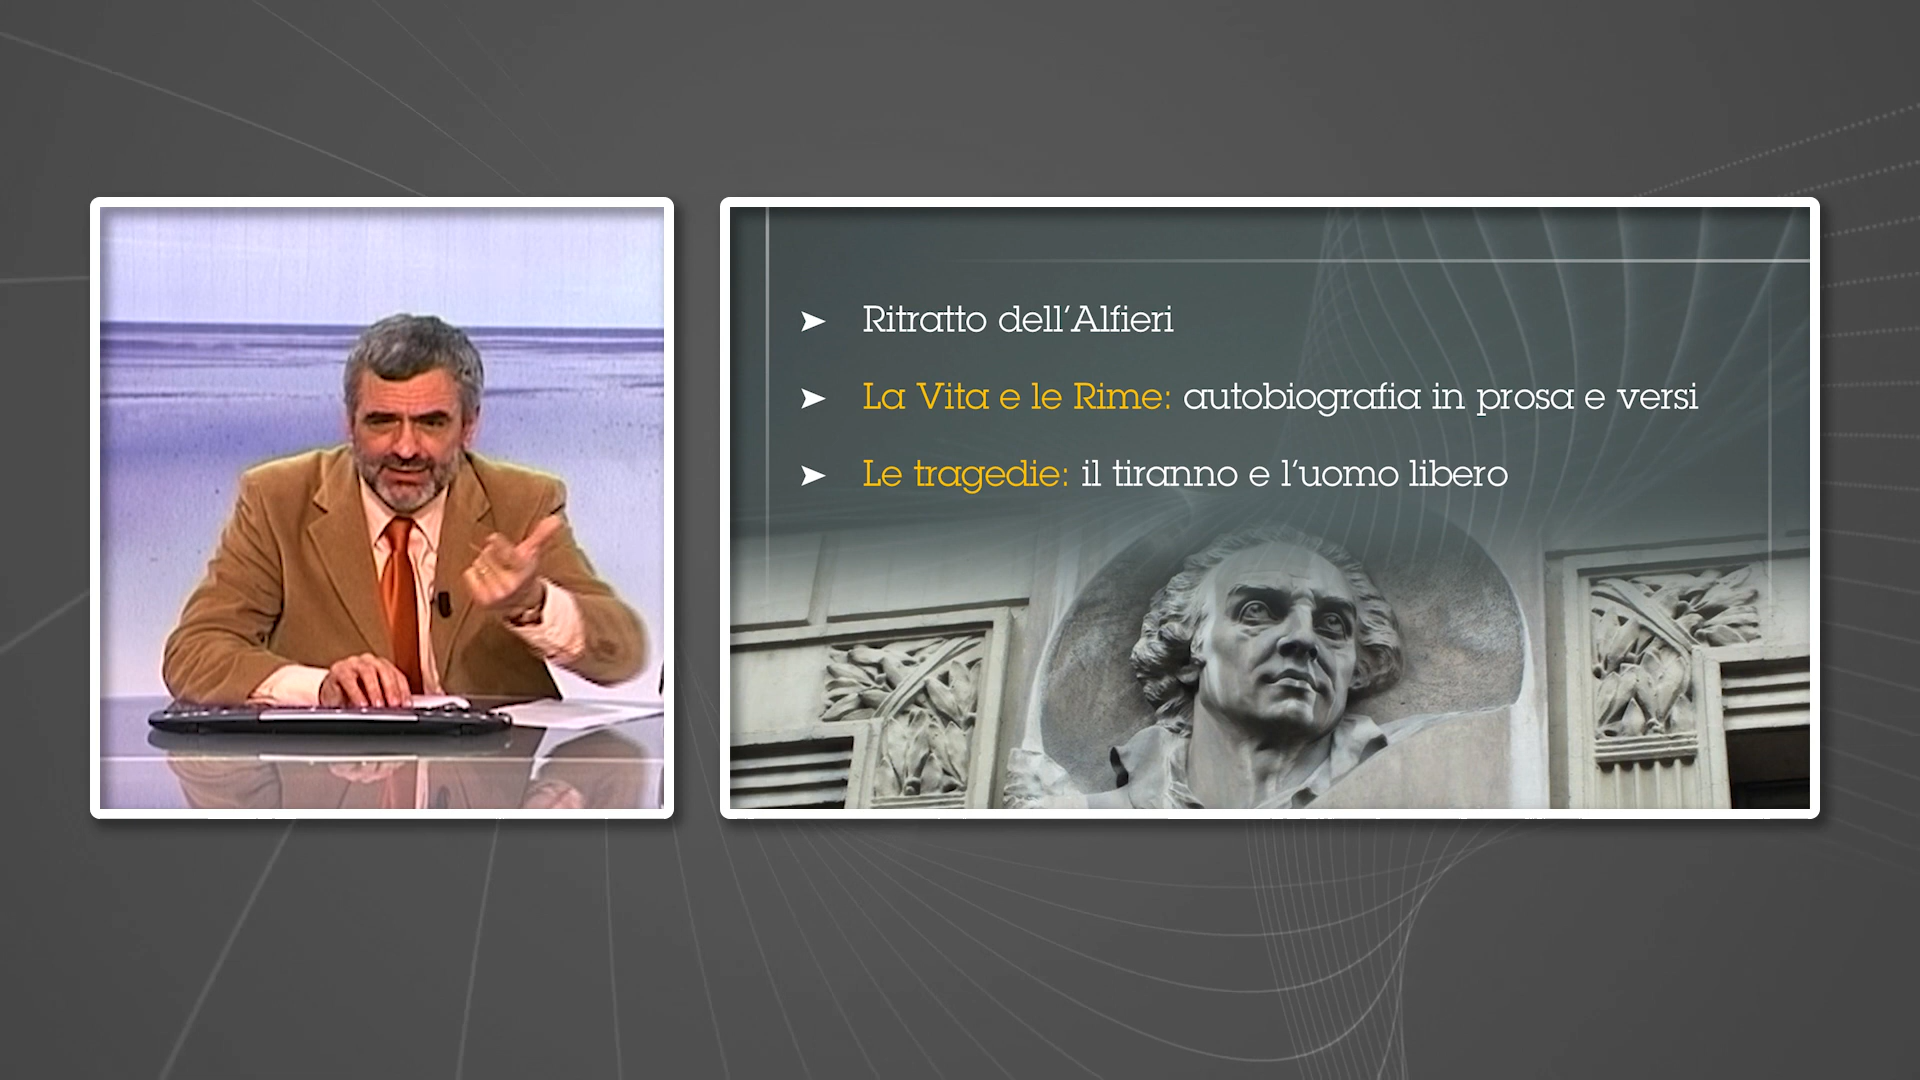 ➤ Ritratto dell'Alfieri
➤ La Vita e le Rime: autobiografia in prosa e versi
➤ Le tragedie: il tiranno e l'uomo libero